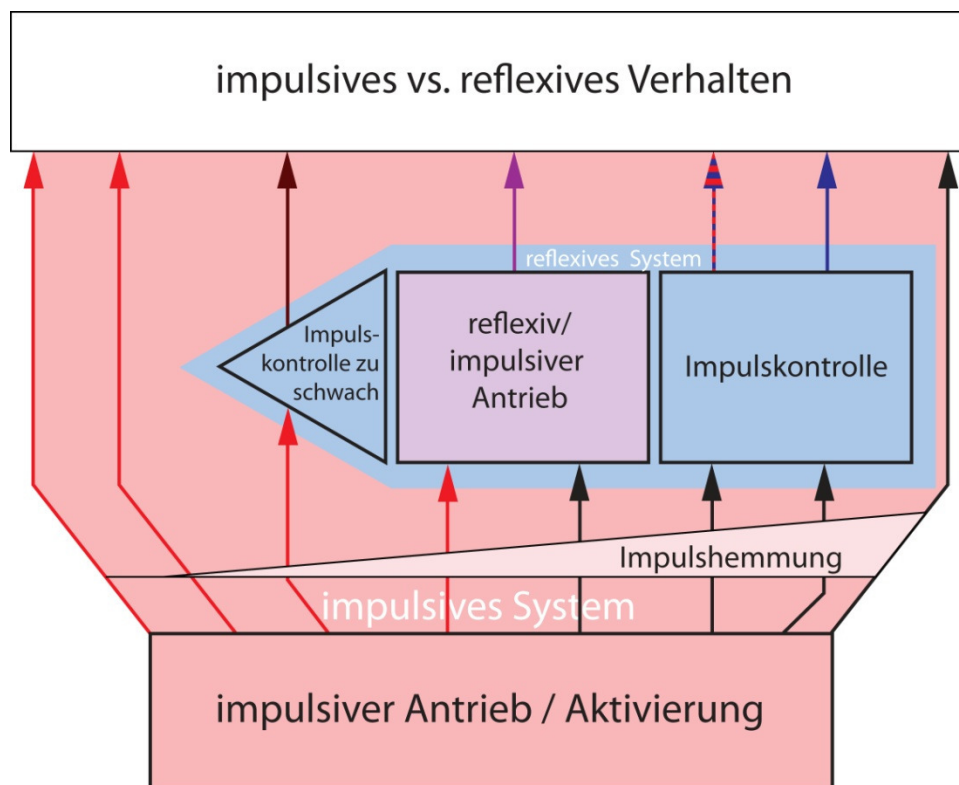 impulsives vs. reflexives Verhalten
reflexives System
Impuls-
kontrolle zu
schwach
reflexiv/
impulsiver
Antrieb
Impulskontrolle
Impulshemmung
impulsives System
impulsiver Antrieb / Aktivierung